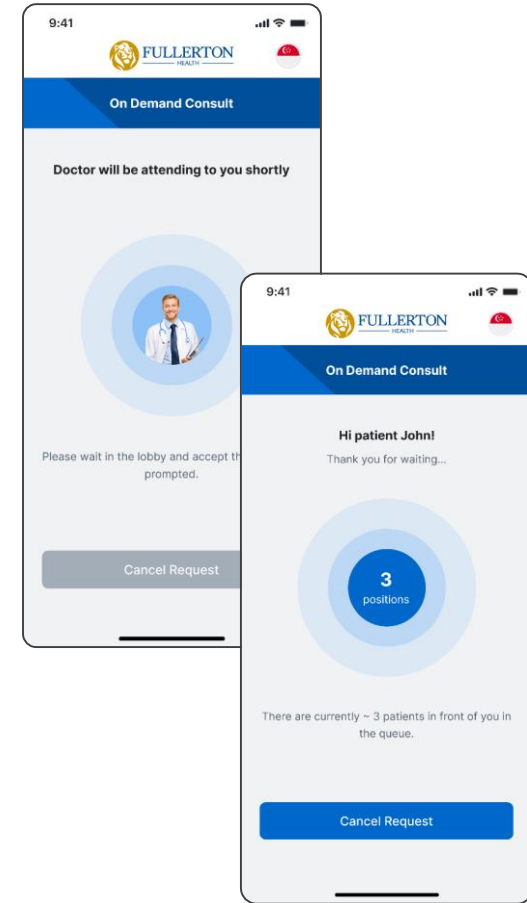 9:41
FULLERTON
HEALTH
On Demand Consult
Doctor will be attending to you shortly
Please wait in the lobby and accept th
prompted.
Cancel Request
9:41
FULLERTON
HEALTH
On Demand Consult
Hi patient John!
Thank you for waiting...
3
positions
There are currently ~ 3 patients in front of you in
the queue.
Cancel Request